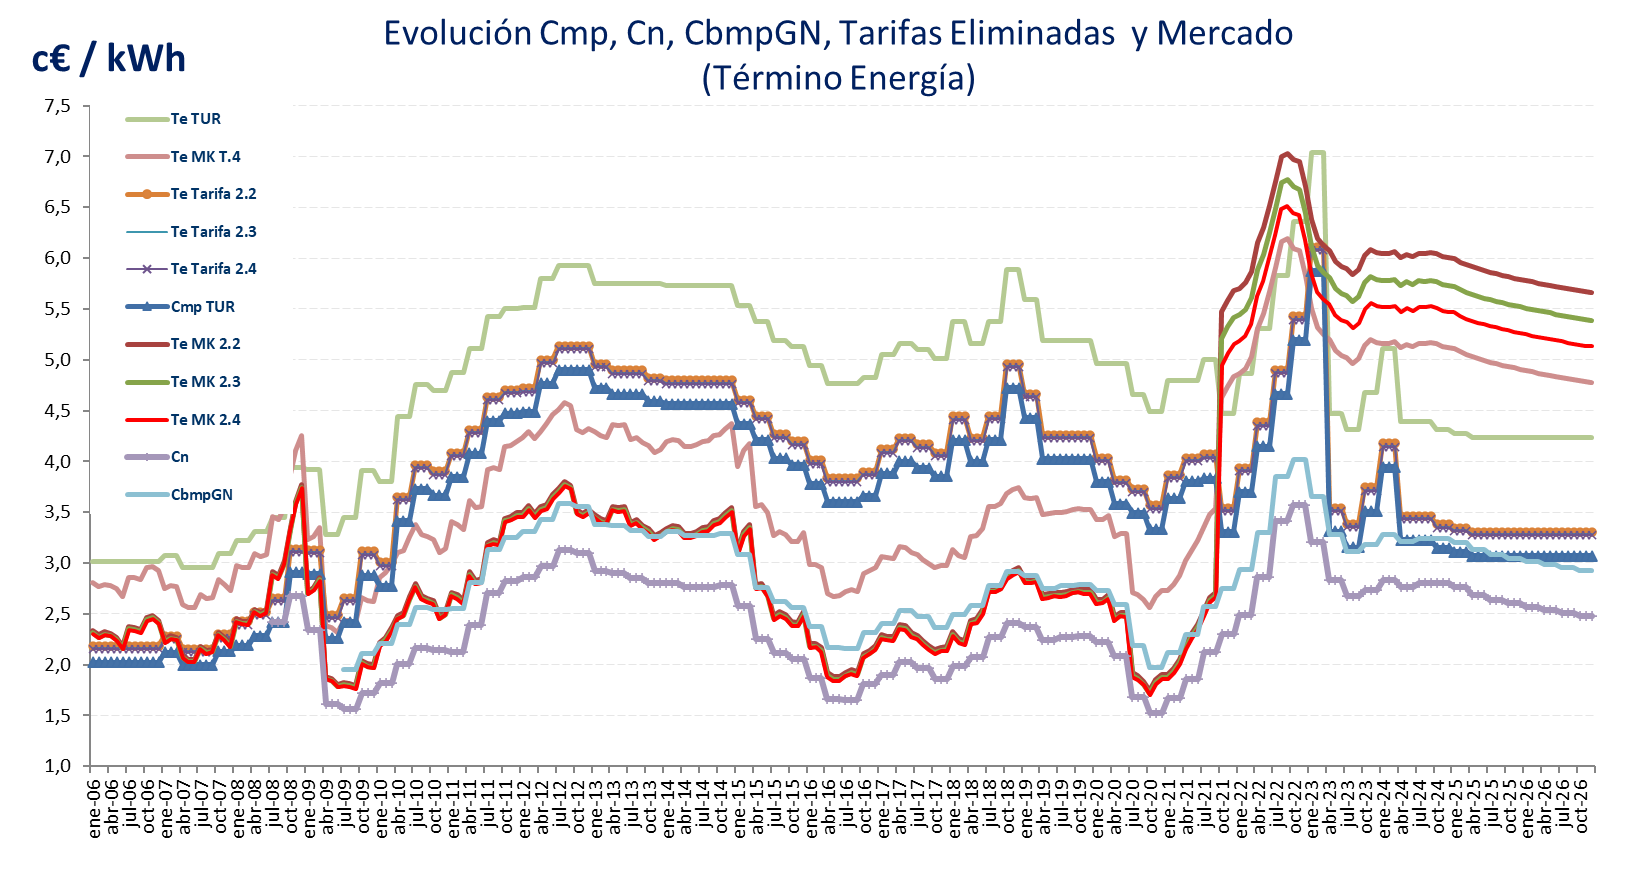 Evolución Cmp, Cn, CbmpGN, Tarifas Eliminadas y Mercado
(Término Energía)
c€ / kWh
7,5
7,0
6,5
6,0
5,5
5,0
4,5
4,0
3,5
3,0
2,5
2,0
1,5
1,0
Te TUR
Te MK T.4
Te Tarifa 2.2
Te Tarifa 2.3
Te Tarifa 2.4
Cmp TUR
Te MK 2.2
Te MK 2.3
Te MK 2.4
Cn
CbmpGN
ene-06
abr-06
jul-06
oct-06
ene-07
abr-07
jul-07
oct-07
ene-08
abr-08
jul-08
oct-08
ene-09
abr-09
jul-09
oct-09
ene-10
abr-10
jul-10
oct-10
ene-11
abr-11
jul-11
oct-11
ene-12
abr-12
jul-12
oct-12
ene-13
abr-13
jul-13
oct-13
ene-14
abr-14
jul-14
oct-14
ene-15
abr-15
jul-15
oct-15
ene-16
abr-16
jul-16
oct-16
ene-17
abr-17
jul-17
oct-17
ene-18
abr-18
jul-18
oct-18
ene-19
abr-19
jul-19
oct-19
ene-20
abr-20
jul-20
oct-20
ene-21
abr-21
jul-21
oct-21
ene-22
abr-22
jul-22
oct-22
ene-23
abr-23
jul-23
oct-23
ene-24
abr-24
jul-24
oct-24
ene-25
abr-25
jul-25
oct-25
ene-26
abr-26
jul-26
oct-26